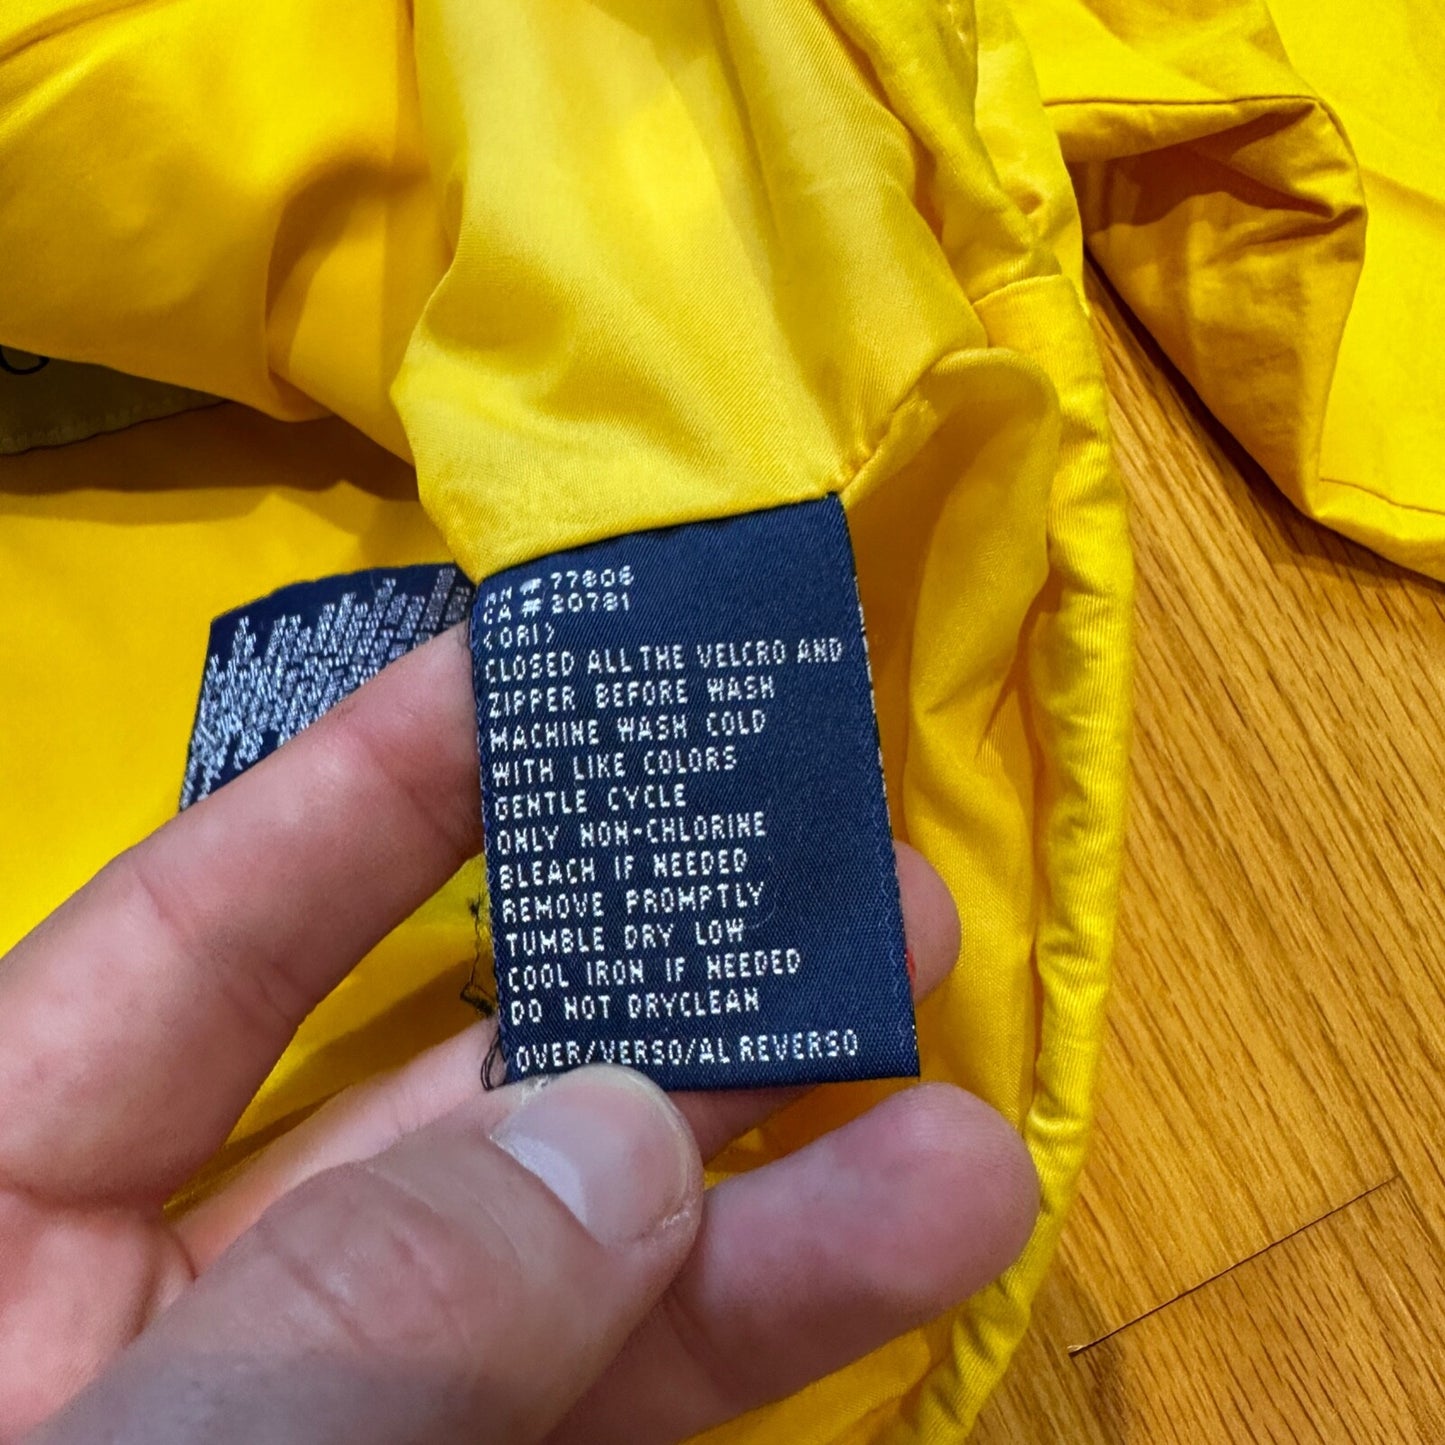 RN # 77806
CA # 20781
<ORI>
CLOSED ALL THE VELCRO AND
ZIPPER BEFORE WASH
MACHINE WASH COLD
WITH LIKE COLORS
GENTLE CYCLE
ONLY NON-CHLORINE
BLEACH IF NEEDED
REMOVE PROMPTLY
TUMBLE DRY LOW
COOL IRON IF NEEDED
DO NOT DRYCLEAN
OVER/VERSO/AL REVERSO